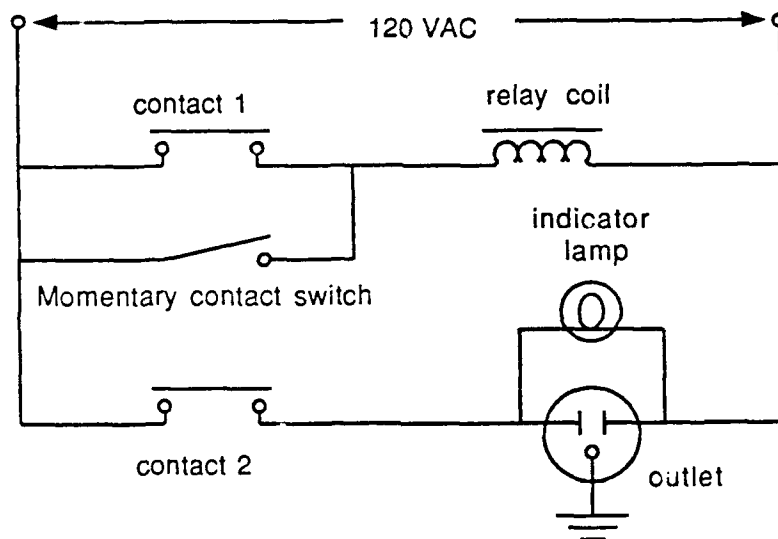 120 VAC
contact 1
relay coil
indicator
lamp
Momentary contact switch
contact 2
outlet